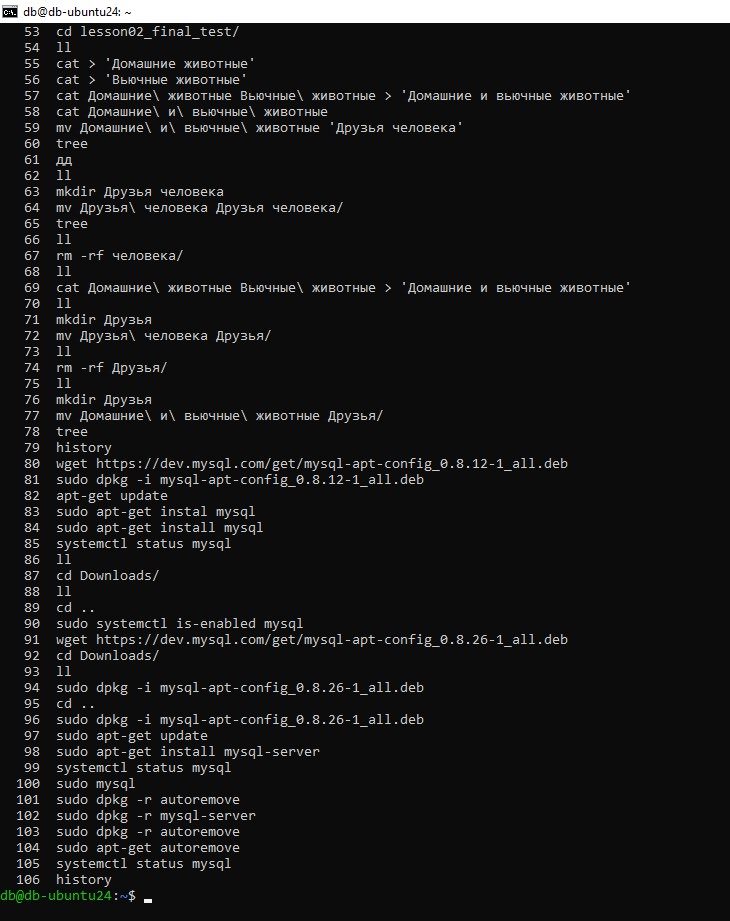 db@db-ubuntu24: ~
53 cd lesson02_final_test/
54 ll
55 cat > 'Домашние животные'
56 cat > 'Вьючные животные'
57 cat Домашние\ животные Вьючные\ животные > 'Домашние и вьючные животные'
58 cat Домашние\ и\ вьючные\ животные
59 mv Домашние\ и\ вьючные\ животные 'Друзья человека'
60 tree
61 дд
62 ll
63 mkdir Друзья человека
64 mv Друзья\ человека Друзья человека/
65 tree
66 ll
67 rm -rf человека/
68 ll
69 cat Домашние\ животные Вьючные\ животные > 'Домашние и вьючные животные'
70 ll
71 mkdir Друзья
72 mv Друзья\ человека Друзья/
73 ll
74 rm -rf Друзья/
75 ll
76 mkdir Друзья
77 mv Домашние\ и\ вьючные\ животные Друзья/
78 tree
79 history
80 wget https://dev.mysql.com/get/mysql-apt-config_0.8.12-1_all.deb
81 sudo dpkg -i mysql-apt-config_0.8.12-1_all.deb
82 apt-get update
83 sudo apt-get instal mysql
84 sudo apt-get install mysql
85 systemctl status mysql
86 ll
87 cd Downloads/
88 ll
89 cd ..
90 sudo systemctl is-enabled mysql
91 wget https://dev.mysql.com/get/mysql-apt-config_0.8.26-1_all.deb
92 cd Downloads/
93 ll
94 sudo dpkg -i mysql-apt-config_0.8.26-1_all.deb
95 cd ..
96 sudo dpkg -i mysql-apt-config_0.8.26-1_all.deb
97 sudo apt-get update
98 sudo apt-get install mysql-server
99 systemctl status mysql
100 sudo mysql
101 sudo dpkg -r autoremove
102 sudo dpkg -r mysql-server
103 sudo dpkg -r autoremove
104 sudo apt-get autoremove
105 systemctl status mysql
106 history
db@db-ubuntu24:~$